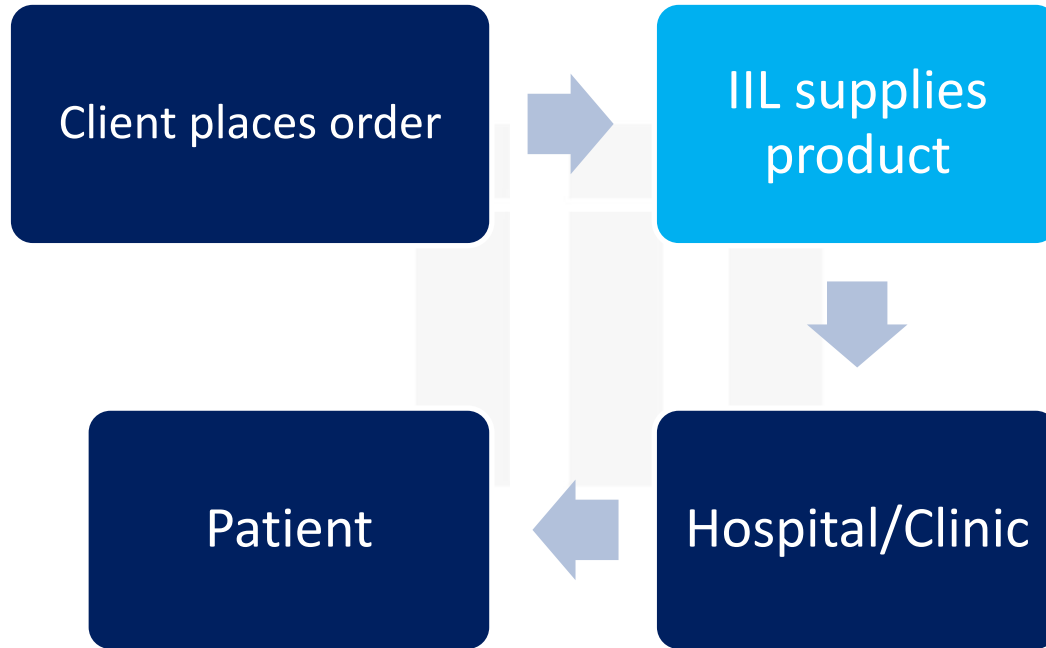 Client places order
IIL supplies
product
Hospital/Clinic
Patient